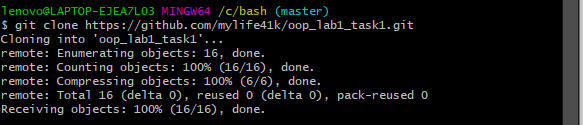 lenovo@LAPTOP-EJEA7LO3 MINGW64 /c/bash (master)
$ git clone https://github.com/mylife41k/oop_lab1_task1.git
Cloning into 'oop_lab1_task1'...
remote: Enumerating objects: 16, done.
remote: Counting objects: 100% (16/16), done.
remote: Compressing objects: 100% (6/6), done.
remote: Total 16 (delta 0), reused 0 (delta 0), pack-reused 0
Receiving objects: 100% (16/16), done.